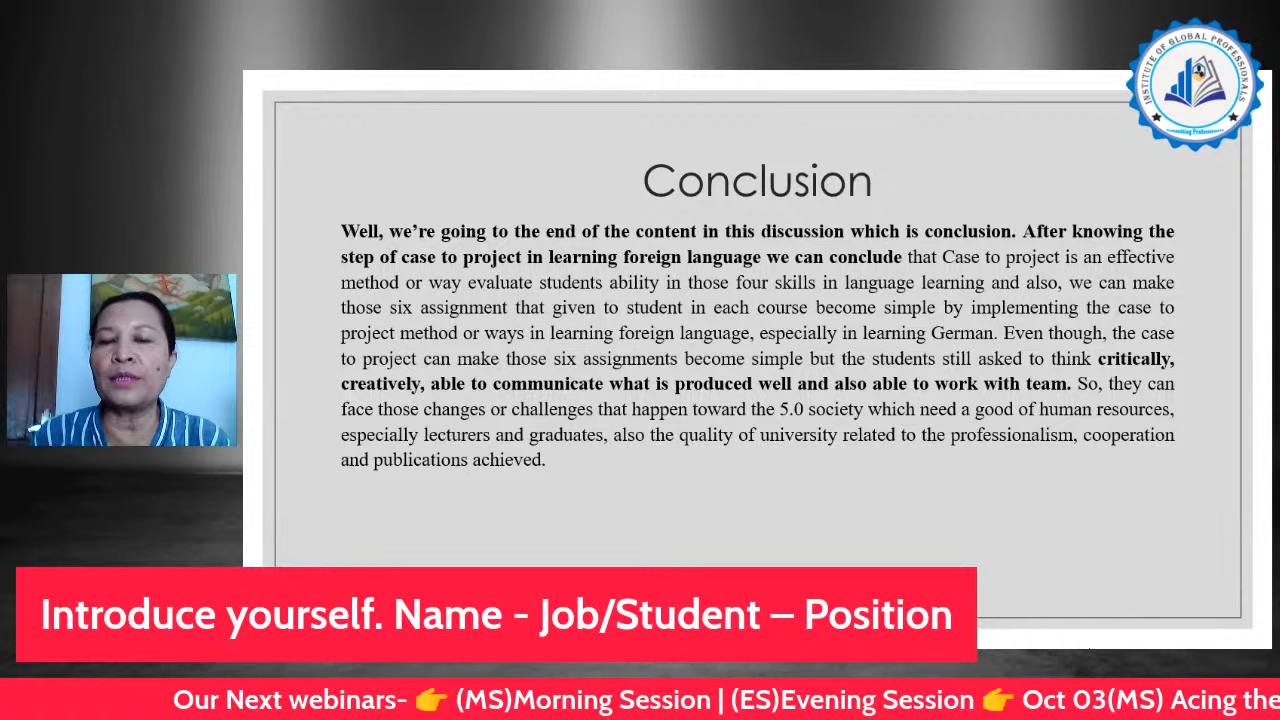 INSTITUTE OF GLOBAL PROFESSIONALS
Connecting Professionals
Conclusion
Well, we're going to the end of the content in this discussion which is conclusion. After knowing the
step of case to project in learning foreign language we can conclude that Case to project is an effective
method or way evaluate students ability in those four skills in language learning and also, we can make
those six assignment that given to student in each course become simple by implementing the case to
project method or ways in learning foreign language, especially in learning German. Even though, the case
to project can make those six assignments become simple but the students still asked to think critically,
creatively, able to communicate what is produced well and also able to work with team. So, they can
face those changes or challenges that happen toward the 5.0 society which need a good of human resources,
especially lecturers and graduates, also the quality of university related to the professionalism, cooperation
and publications achieved.
Introduce yourself. Name - Job/Student – Position
Our Next webinars- 👉 (MS)Morning Session | (ES)Evening Session 👉 Oct 03(MS) Acing the